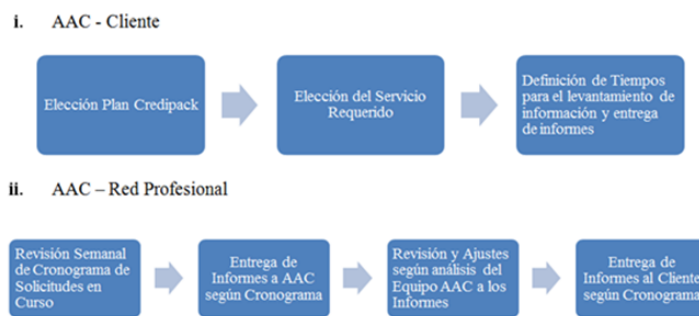 i. AAC - Cliente
Elección Plan Credipack
Elección del Servicio
Requerido
Definición de Tiempos
para el levantamiento de
información y entrega
de informes
ii. AAC – Red Profesional
Revisión Semanal
de Cronograma de
Solicitudes en
Curso
Entrega de
Informes a AAC
según Cronograma
Revisión y Ajustes
según análisis del
Equipo AAC a los
Informes
Entrega de
Informes al Cliente
según Cronograma